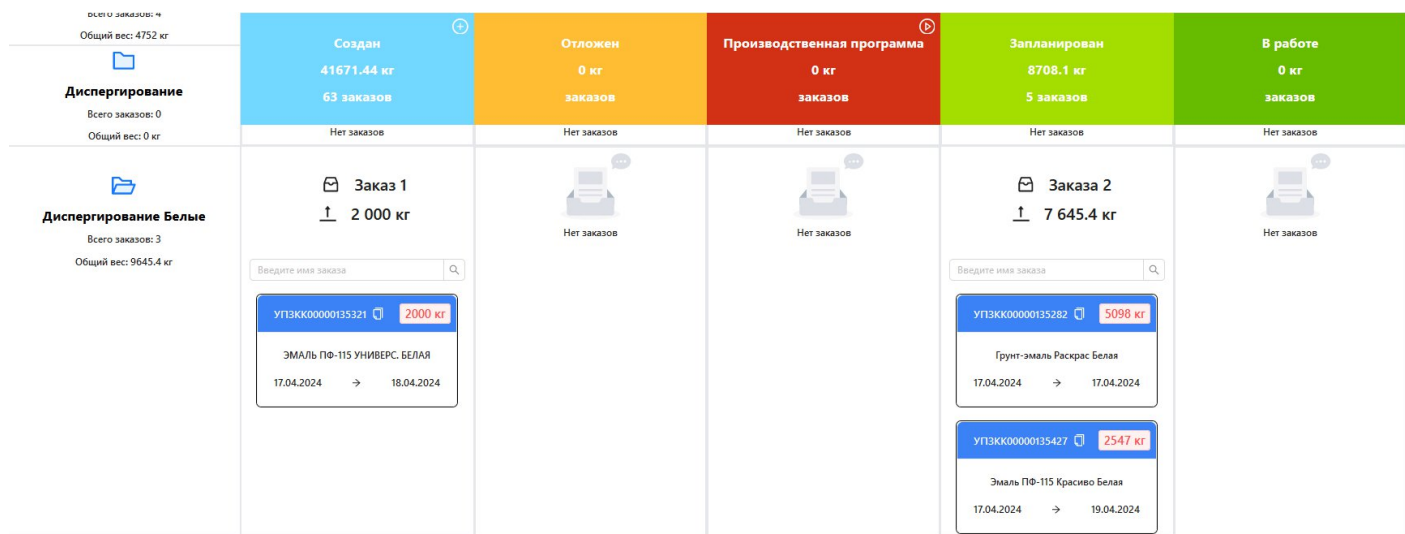 Всего заказов: 4
Общий вес: 4752 кг
Диспергирование
Всего заказов: 0
Общий вес: 0 кг
Создан
41671.44 кг
63 заказов
Отложен
0 кг
заказов
Производственная программа
0 кг
заказов
Запланирован
8708.1 кг
5 заказов
В работе
0 кг
заказов
Нет заказов
Нет заказов
Нет заказов
Нет заказов
Нет заказов
Диспергирование Белые
Всего заказов: 3
Общий вес: 9645.4 кг
Заказ 1
2 000 кг
Введите имя заказа
УПЗКК00000135321 2000 кг
ЭМАЛЬ ПФ-115 УНИВЕРС. БЕЛАЯ
17.04.2024 → 18.04.2024
Нет заказов
Нет заказов
Заказа 2
7 645.4 кг
Введите имя заказа
УПЗКК00000135282 5098 кг
Грунт-эмаль Раскрас Белая
17.04.2024 → 17.04.2024
УПЗКК00000135427 2547 кг
Эмаль ПФ-115 Красиво Белая
17.04.2024 → 19.04.2024
Нет заказов